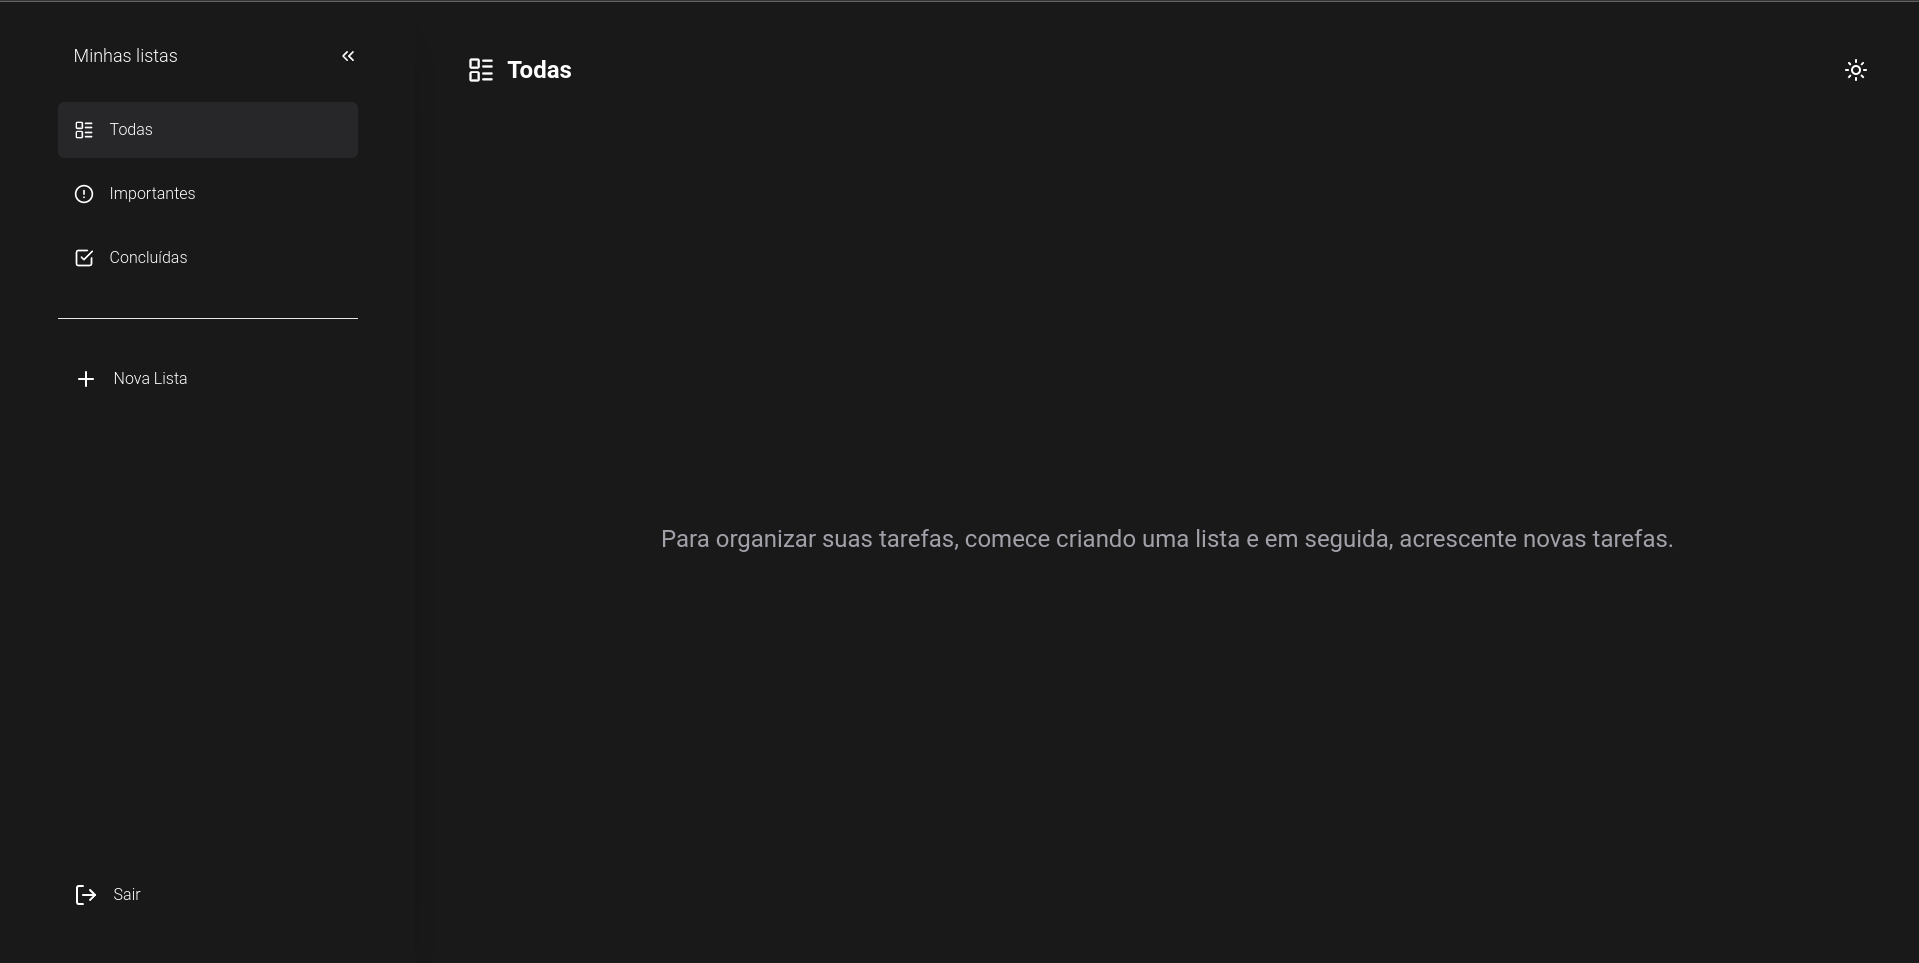 Minhas listas
Todas
Importantes
Concluídas
Nova Lista
Sair
Todas
Para organizar suas tarefas, comece criando uma lista e em seguida, acrescente novas tarefas.